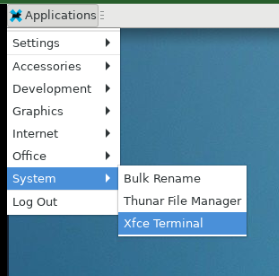 Applications
Settings
Accessories
Development
Graphics
Internet
Office
System
Log Out
Bulk Rename
Thunar File Manager
Xfce Terminal